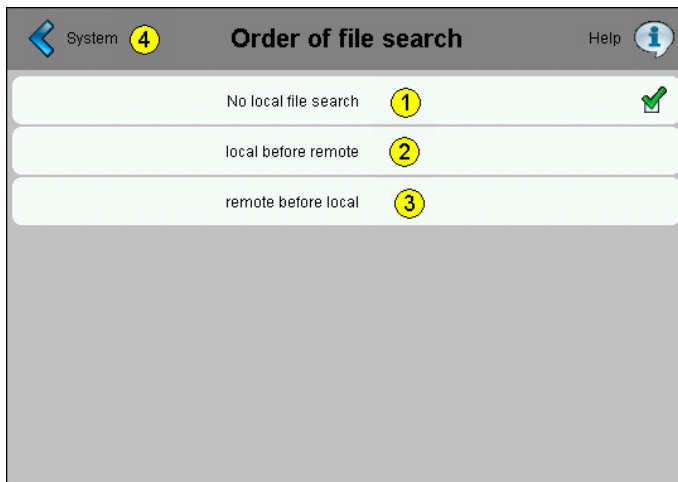 System 4 Order of file search Help
No local file search 1
local before remote 2
remote before local 3